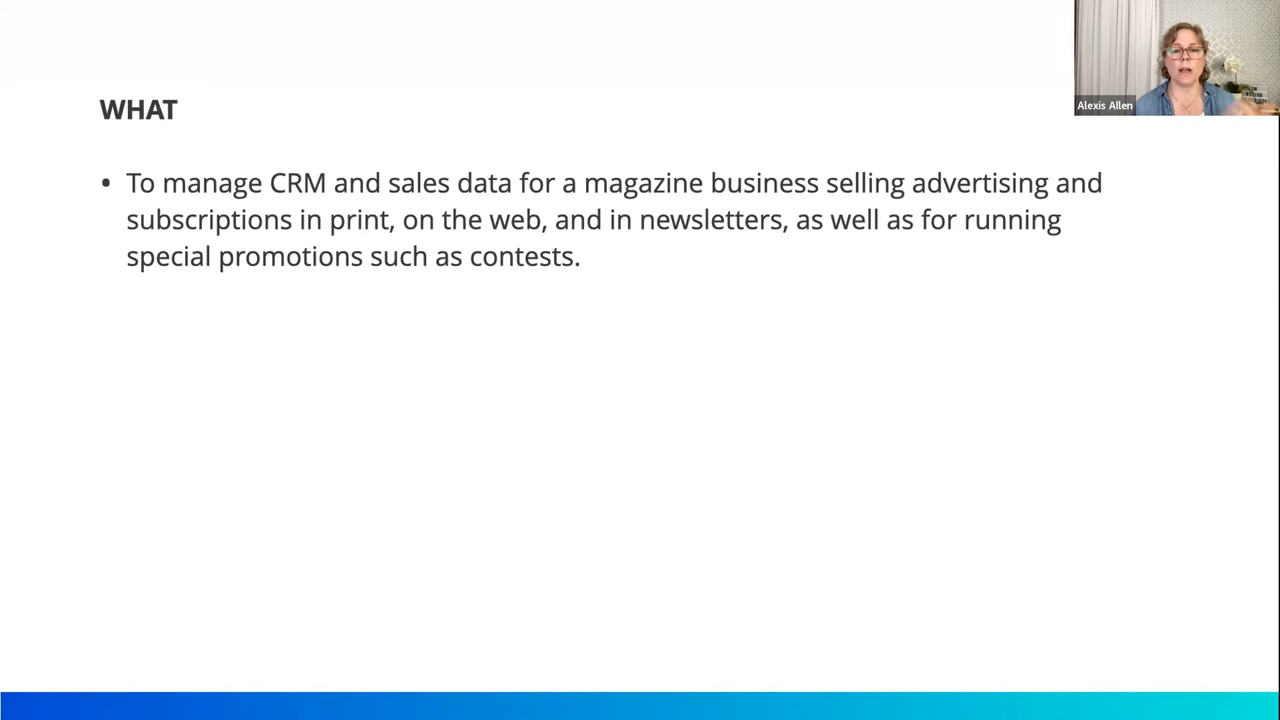 WHAT
• To manage CRM and sales data for a magazine business selling advertising and
subscriptions in print, on the web, and in newsletters, as well as for running
special promotions such as contests.
Alexis Allen